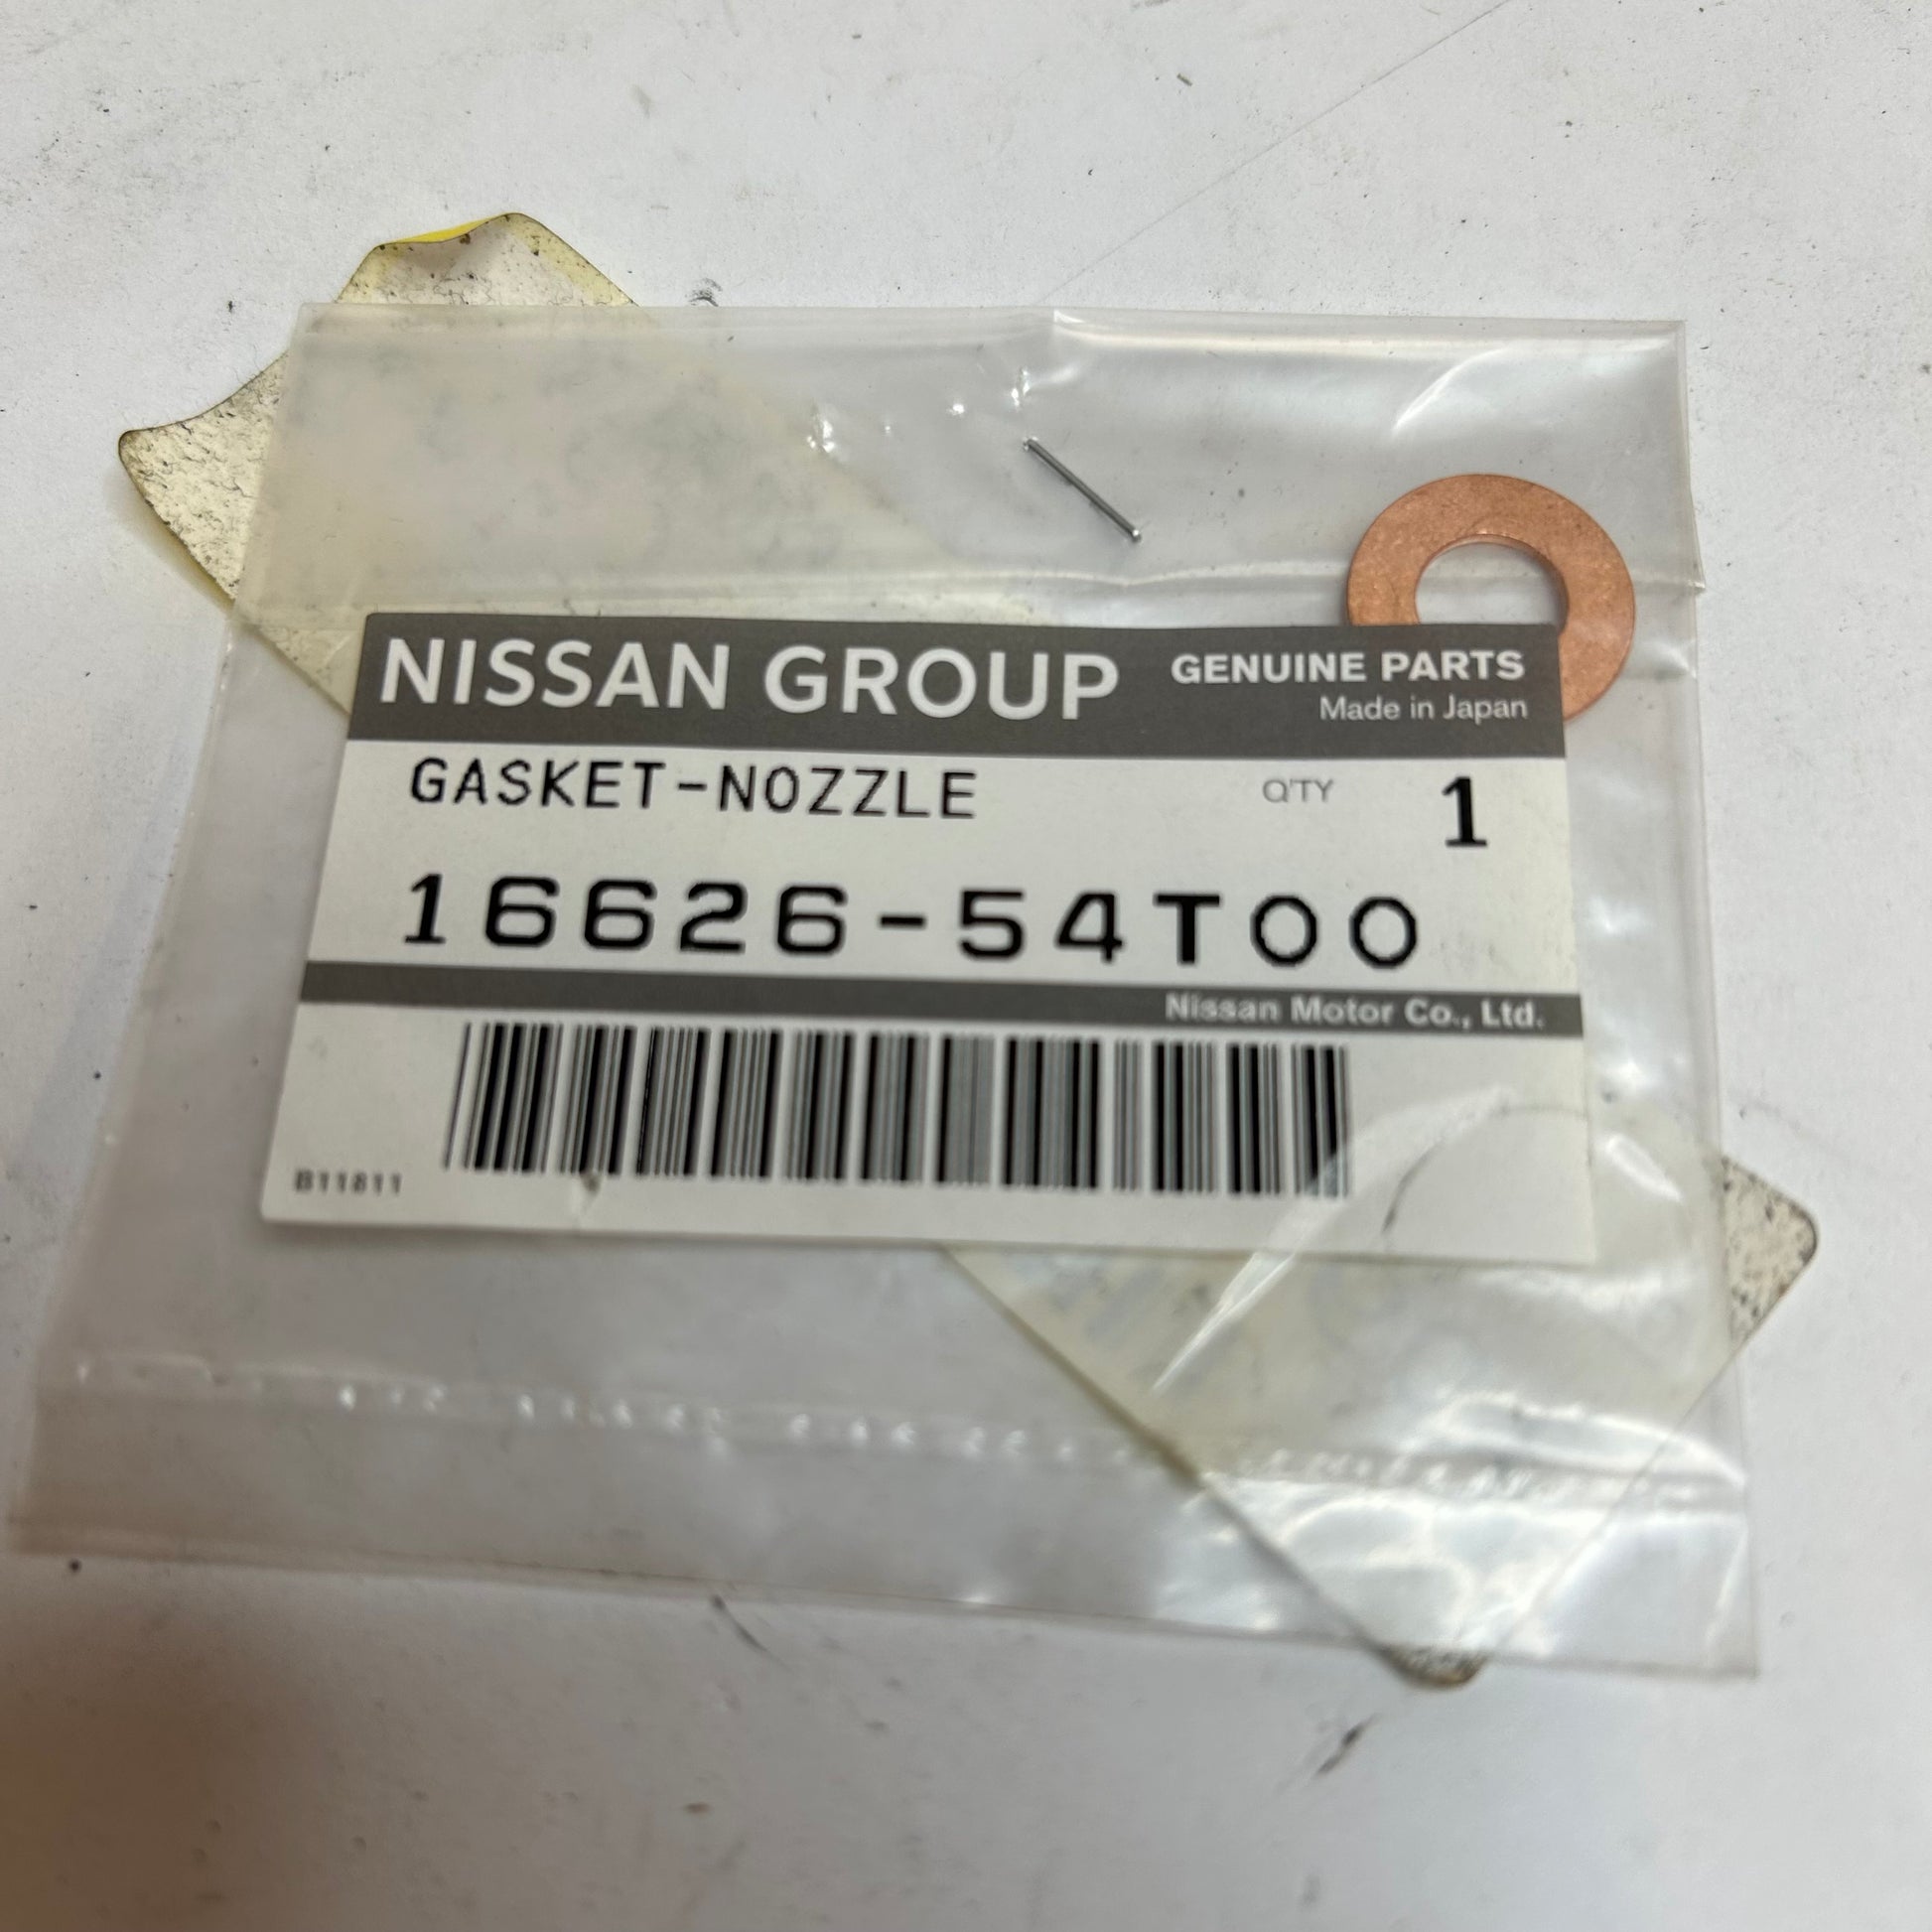 NISSAN GROUP GENUINE PARTS
Made in Japan
GASKET-NOZZLE Q'TY 1
16626-54T00
Nissan Motor Co., Ltd.
B11811